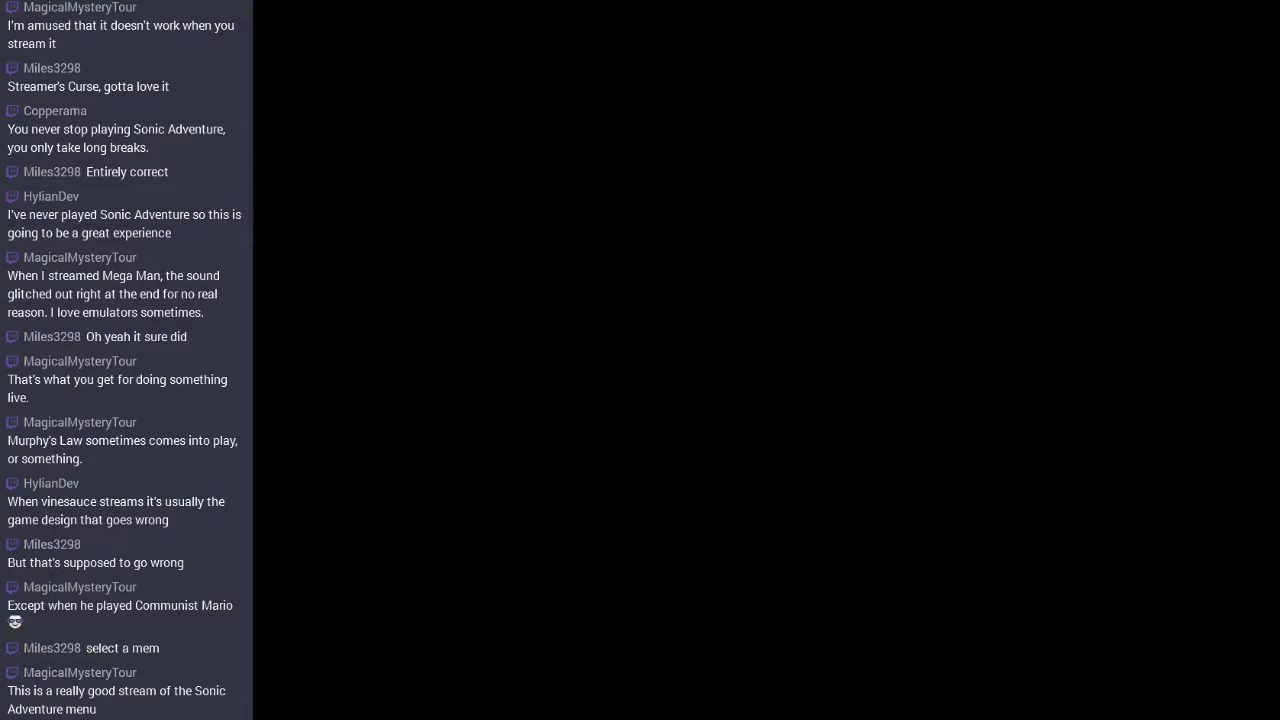 MagicalMysteryTour
I'm amused that it doesn't work when you
stream it
Miles3298
Streamer's Curse, gotta love it
Copperama
You never stop playing Sonic Adventure,
you only take long breaks.
Miles3298 Entirely correct
HylianDev
I've never played Sonic Adventure so this is
going to be a great experience
MagicalMysteryTour
When I streamed Mega Man, the sound
glitched out right at the end for no real
reason. I love emulators sometimes.
Miles3298 Oh yeah it sure did
MagicalMysteryTour
That's what you get for doing something
live.
MagicalMysteryTour
Murphy's Law sometimes comes into play,
or something.
HylianDev
When vinesauce streams it's usually the
game design that goes wrong
Miles3298
But that's supposed to go wrong
MagicalMysteryTour
Except when he played Communist Mario
Miles3298 select a mem
MagicalMysteryTour
This is a really good stream of the Sonic
Adventure menu